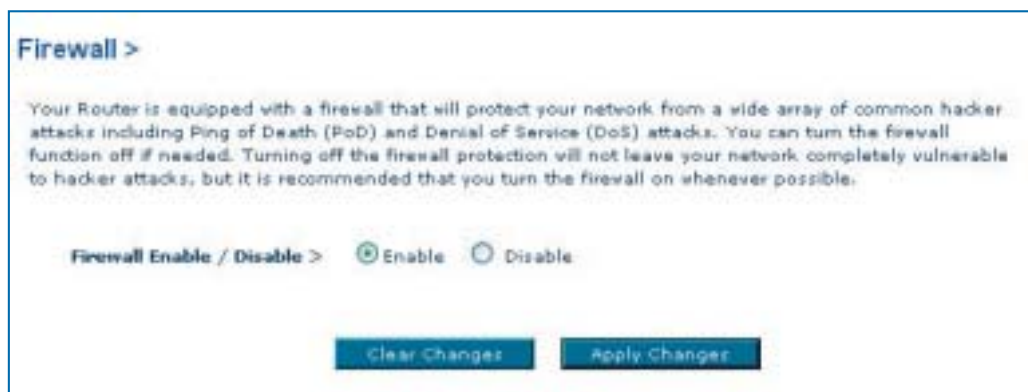 Firewall >
Your Router is equipped with a firewall that will protect your network from a wide array of common hacker
attacks including Ping of Death (PoD) and Denial of Service (DoS) attacks. You can turn the firewall
function off if needed. Turning off the firewall protection will not leave your network completely vulnerable
to hacker attacks, but it is recommended that you turn the firewall on whenever possible.
Firewall Enable / Disable > Enable Disable
Clear Changes Apply Changes